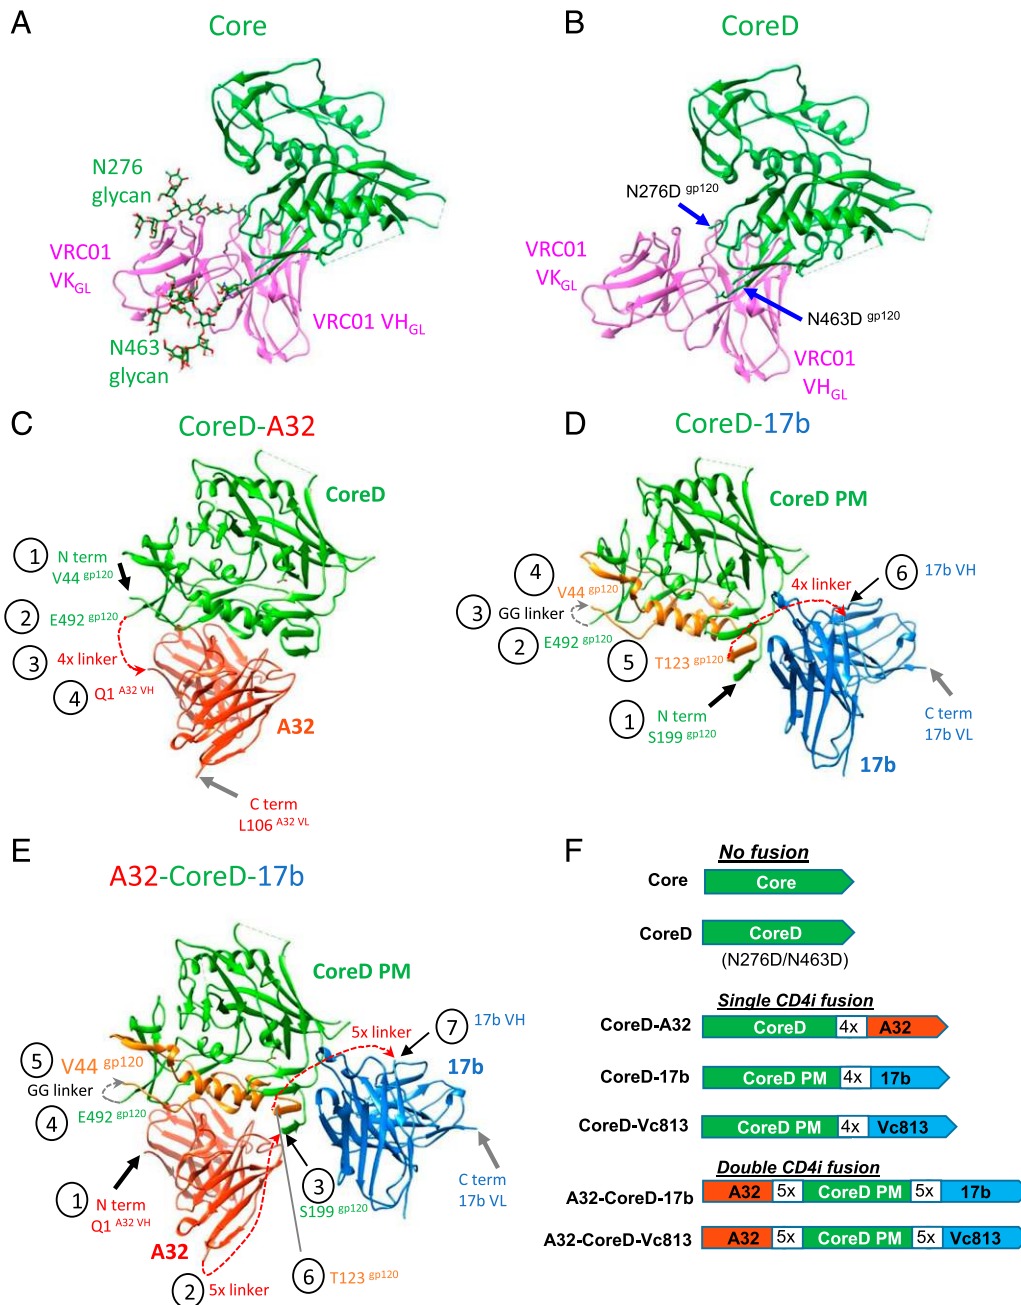 A
Core
N276
glycan
VRC01
VKGL
VRC01 VHGL
N463
glycan
B
CoreD
N276D gp120
VRC01
VKGL
N463D gp120
VRC01
VHGL
C
CoreD-A32
CoreD
1
N term
V44 gp120
2
E492 gp120
3
4x linker
4
Q1 A32 VH
A32
C term
L106 A32 VL
D
CoreD-17b
CoreD PM
4
V44 gp120
3
GG linker
2
E492 gp120
5
T123 gp120
4x linker
6
17b VH
1
N term
S199 gp120
C term
17b VL
17b
E
A32-CoreD-17b
CoreD PM
5x linker
7
17b VH
17b
5
V44 gp120
GG linker
4
E492 gp120
1
N term
Q1 A32 VH
A32
2
5x linker
3
S199 gp120
6
T123 gp120
C term
17b VL
F
No fusion
Core Core
CoreD CoreD
(N276D/N463D)
Single CD4i fusion
CoreD-A32 CoreD 4x A32
CoreD-17b CoreD PM 4x 17b
CoreD-Vc813 CoreD PM 4x Vc813
Double CD4i fusion
A32-CoreD-17b A32 5x CoreD PM 5x 17b
A32-CoreD-Vc813 A32 5x CoreD PM 5x Vc813